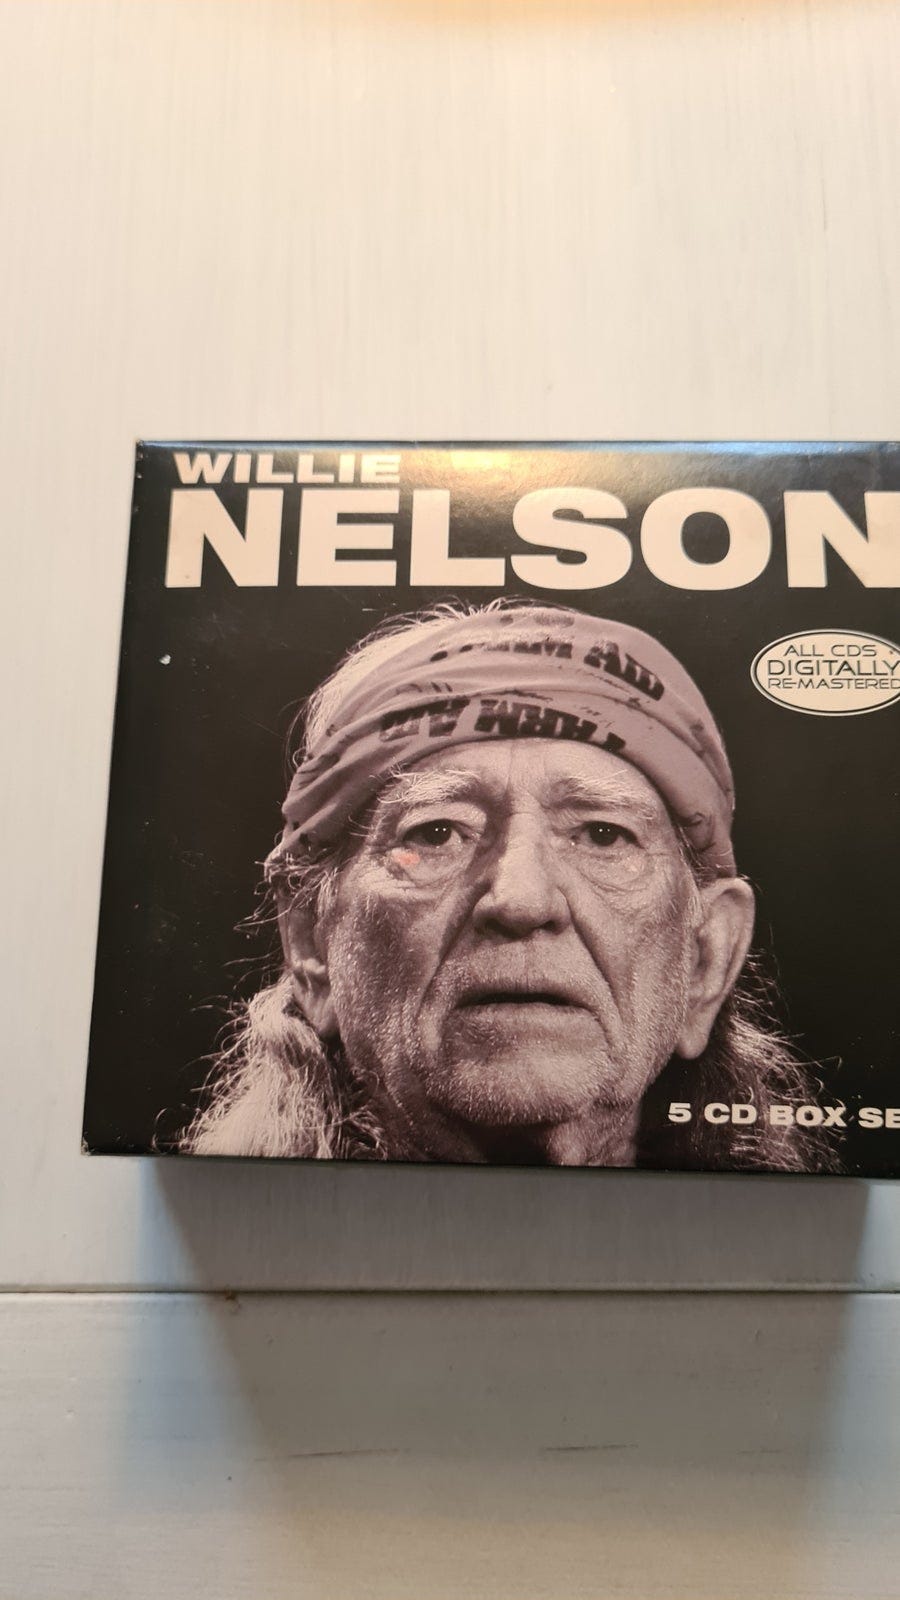 WILLIE
NELSON
ALL CDS
DIGITALLY
RE-MASTERED
5 CD BOX SE